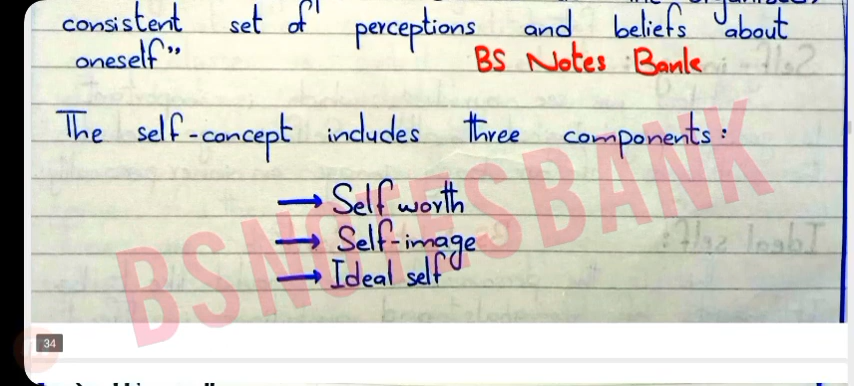 consistent set of perceptions and beliefs about
oneself”
BS Notes Bank
The self-concept includes three components:
→ Self worth
→ Self-image
→ Ideal self
BSNOTESBANK
34